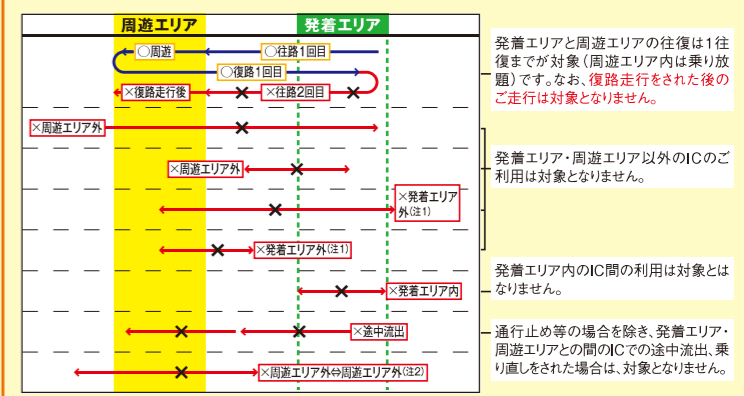 周遊エリア
発着エリア
○周遊
○往路1回目
○復路1回目
×復路走行後
×往路2回目
×周遊エリア外
×周遊エリア外
×発着エリア
外(注1)
×発着エリア外(注1)
×発着エリア内
×途中流出
×周遊エリア外⇔周遊エリア外(注2)
発着エリアと周遊エリアの往復は1往
復までが対象(周遊エリア内は乗り放
題)です。なお、復路走行をされた後の
ご走行は対象となりません。
発着エリア・周遊エリア以外のICのご
利用は対象となりません。
発着エリア内のIC間の利用は対象とは
なりません。
通行止め等の場合を除き、発着エリア・
周遊エリアとの間のICでの途中流出、乗
り直しをされた場合は、対象となりません。